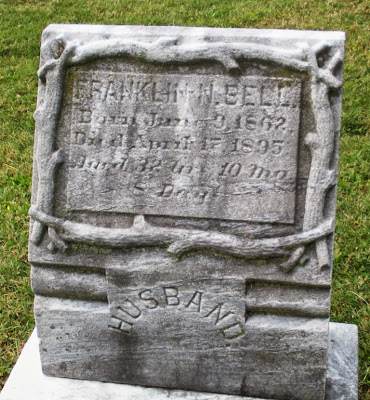 FRANKLIN N. BELL
Born June 9, 1862
Died April 17, 1895
Aged 32 yrs 10 mo
8 Days
HUSBAND